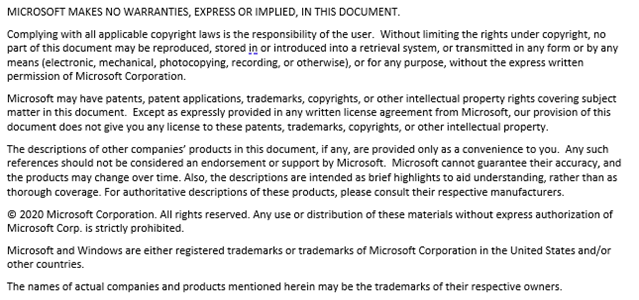 MICROSOFT MAKES NO WARRANTIES, EXPRESS OR IMPLIED, IN THIS DOCUMENT.
Complying with all applicable copyright laws is the responsibility of the user.  Without limiting the rights under copyright, no
part of this document may be reproduced, stored in or introduced into a retrieval system, or transmitted in any form or by any
means (electronic, mechanical, photocopying, recording, or otherwise), or for any purpose, without the express written
permission of Microsoft Corporation.
Microsoft may have patents, patent applications, trademarks, copyrights, or other intellectual property rights covering subject
matter in this document.  Except as expressly provided in any written license agreement from Microsoft, our provision of this
document does not give you any license to these patents, trademarks, copyrights, or other intellectual property.
The descriptions of other companies’ products in this document, if any, are provided only as a convenience to you.  Any such
references should not be considered an endorsement or support by Microsoft.  Microsoft cannot guarantee their accuracy, and
the products may change over time. Also, the descriptions are intended as brief highlights to aid understanding, rather than as
thorough coverage. For authoritative descriptions of these products, please consult their respective manufacturers.
© 2020 Microsoft Corporation. All rights reserved. Any use or distribution of these materials without express authorization of
Microsoft Corp. is strictly prohibited.
Microsoft and Windows are either registered trademarks or trademarks of Microsoft Corporation in the United States and/or
other countries.
The names of actual companies and products mentioned herein may be the trademarks of their respective owners.